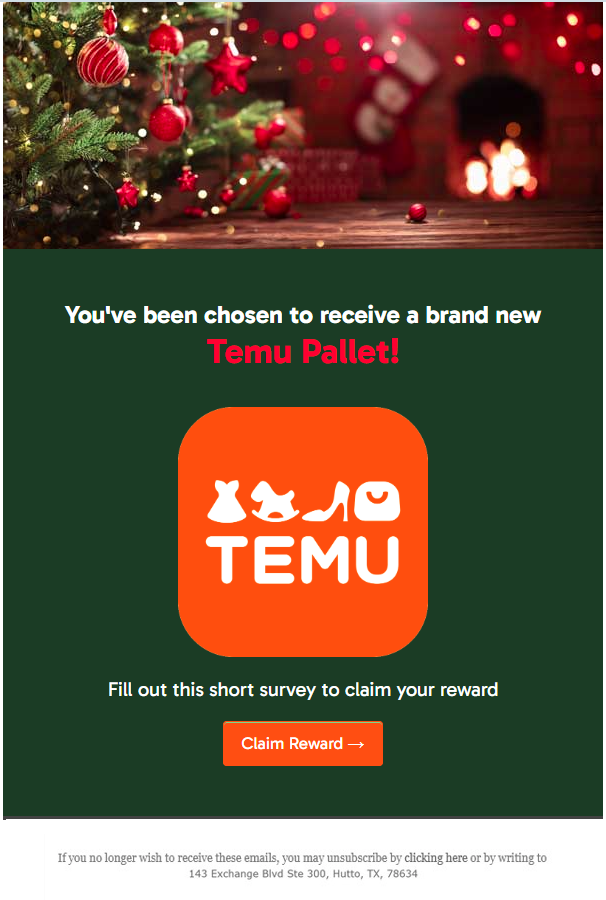 You've been chosen to receive a brand new
Temu Pallet!
TEMU
Fill out this short survey to claim your reward
Claim Reward →
If you no longer wish to receive these emails, you may unsubscribe by clicking here or by writing to
143 Exchange Blvd Ste 300, Hutto, TX, 78634